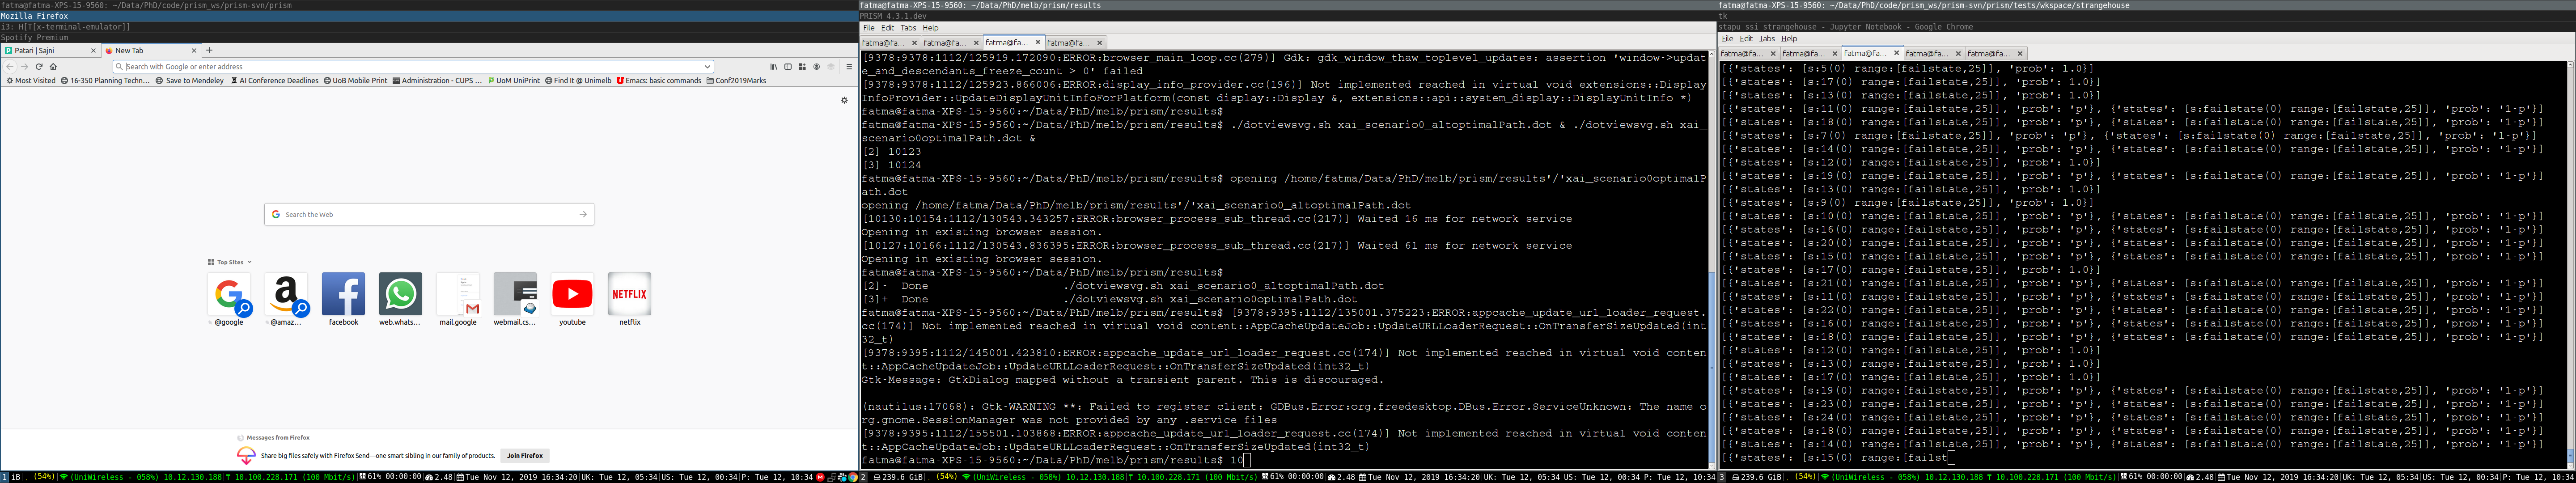 fatma@fatma-XPS-15-9560: ~/Data/PhD/code/prism_ws/prism-svn/prism
Mozilla Firefox
i3: H[T[x-terminal-emulator]]
Spotify Premium
Patari | Sajni
New Tab
Search with Google or enter address
Most Visited 16-350 Planning Techn… Save to Mendeley AI Conference Deadlines UoB Mobile Print Administration - CUPS … UoM UniPrint Find It @ Unimelb Emacs: basic commands Conf2019Marks
Search the Web
Top Sites
@google @amaz… facebook web.whats… mail.google webmail.cs… youtube netflix
NETFLIX
Messages from Firefox
Share big files safely with Firefox Send—one smart sibling in our family of products. Join Firefox
1 iB (54%) (UniWireless - 058%) 10.12.130.188 10.100.228.171 (100 Mbit/s) 61% 00:00:00 2.48 Tue Nov 12, 2019 16:34:20 UK: Tue 12, 05:34 US: Tue 12, 00:34 P: Tue 12, 10:34
fatma@fatma-XPS-15-9560: ~/Data/PhD/melb/prism/results
PRISM 4.3.1.dev
File Edit Tabs Help
fatma@fa… fatma@fa… fatma@fa… fatma@fa…
[9378:9378:1112/125919.172090:ERROR:browser_main_loop.cc(279)] Gdk: gdk_window_thaw_toplevel_updates: assertion 'window->updat
e_and_descendants_freeze_count > 0' failed
[9378:9378:1112/125923.866006:ERROR:display_info_provider.cc(196)] Not implemented reached in virtual void extensions::Display
InfoProvider::UpdateDisplayUnitInfoForPlatform(const display::Display &, extensions::api::system_display::DisplayUnitInfo *)
fatma@fatma-XPS-15-9560:~/Data/PhD/melb/prism/results$
fatma@fatma-XPS-15-9560:~/Data/PhD/melb/prism/results$ ./dotviewsvg.sh xai_scenario0_altoptimalPath.dot & ./dotviewsvg.sh xai_
scenario0optimalPath.dot &
[2] 10123
[3] 10124
fatma@fatma-XPS-15-9560:~/Data/PhD/melb/prism/results$ opening /home/fatma/Data/PhD/melb/prism/results'/'xai_scenario0optimalP
ath.dot
opening /home/fatma/Data/PhD/melb/prism/results'/'xai_scenario0_altoptimalPath.dot
[10130:10154:1112/130543.343257:ERROR:browser_process_sub_thread.cc(217)] Waited 16 ms for network service
Opening in existing browser session.
[10127:10166:1112/130543.836395:ERROR:browser_process_sub_thread.cc(217)] Waited 61 ms for network service
Opening in existing browser session.
fatma@fatma-XPS-15-9560:~/Data/PhD/melb/prism/results$
[2]- Done ./dotviewsvg.sh xai_scenario0_altoptimalPath.dot
[3]+ Done ./dotviewsvg.sh xai_scenario0optimalPath.dot
fatma@fatma-XPS-15-9560:~/Data/PhD/melb/prism/results$ [9378:9395:1112/135001.375223:ERROR:appcache_update_url_loader_request.
cc(174)] Not implemented reached in virtual void content::AppCacheUpdateJob::UpdateURLLoaderRequest::OnTransferSizeUpdated(int
32_t)
[9378:9395:1112/145001.423810:ERROR:appcache_update_url_loader_request.cc(174)] Not implemented reached in virtual void conten
t::AppCacheUpdateJob::UpdateURLLoaderRequest::OnTransferSizeUpdated(int32_t)
Gtk-Message: GtkDialog mapped without a transient parent. This is discouraged.
(nautilus:17068): Gtk-WARNING **: Failed to register client: GDBus.Error:org.freedesktop.DBus.Error.ServiceUnknown: The name o
rg.gnome.SessionManager was not provided by any .service files
[9378:9395:1112/155501.103868:ERROR:appcache_update_url_loader_request.cc(174)] Not implemented reached in virtual void conten
t::AppCacheUpdateJob::UpdateURLLoaderRequest::OnTransferSizeUpdated(int32_t)
fatma@fatma-XPS-15-9560:~/Data/PhD/melb/prism/results$ 10
2 239.6 GiB (54%) (UniWireless - 058%) 10.12.130.188 10.100.228.171 (100 Mbit/s) 61% 00:00:00 2.48 Tue Nov 12, 2019 16:34:20 UK: Tue 12, 05:34 US: Tue 12, 00:34 P: Tue 12, 10:34
fatma@fatma-XPS-15-9560: ~/Data/PhD/code/prism_ws/prism-svn/prism/tests/wkspace/strangehouse
tk
stapu_ssi_strangehouse - Jupyter Notebook - Google Chrome
File Edit Tabs Help
fatma@fa… fatma@fa… fatma@fa… fatma@fa… fatma@fa…
[{'states': [s:5(0) range:[failstate,25]], 'prob': 1.0}]
[{'states': [s:17(0) range:[failstate,25]], 'prob': 1.0}]
[{'states': [s:13(0) range:[failstate,25]], 'prob': 1.0}]
[{'states': [s:11(0) range:[failstate,25]], 'prob': 'p'}, {'states': [s:failstate(0) range:[failstate,25]], 'prob': '1-p'}]
[{'states': [s:18(0) range:[failstate,25]], 'prob': 'p'}, {'states': [s:failstate(0) range:[failstate,25]], 'prob': '1-p'}]
[{'states': [s:7(0) range:[failstate,25]], 'prob': 'p'}, {'states': [s:failstate(0) range:[failstate,25]], 'prob': '1-p'}]
[{'states': [s:14(0) range:[failstate,25]], 'prob': 'p'}, {'states': [s:failstate(0) range:[failstate,25]], 'prob': '1-p'}]
[{'states': [s:12(0) range:[failstate,25]], 'prob': 1.0}]
[{'states': [s:19(0) range:[failstate,25]], 'prob': 'p'}, {'states': [s:failstate(0) range:[failstate,25]], 'prob': '1-p'}]
[{'states': [s:13(0) range:[failstate,25]], 'prob': 1.0}]
[{'states': [s:9(0) range:[failstate,25]], 'prob': 1.0}]
[{'states': [s:10(0) range:[failstate,25]], 'prob': 'p'}, {'states': [s:failstate(0) range:[failstate,25]], 'prob': '1-p'}]
[{'states': [s:16(0) range:[failstate,25]], 'prob': 'p'}, {'states': [s:failstate(0) range:[failstate,25]], 'prob': '1-p'}]
[{'states': [s:20(0) range:[failstate,25]], 'prob': 'p'}, {'states': [s:failstate(0) range:[failstate,25]], 'prob': '1-p'}]
[{'states': [s:15(0) range:[failstate,25]], 'prob': 'p'}, {'states': [s:failstate(0) range:[failstate,25]], 'prob': '1-p'}]
[{'states': [s:17(0) range:[failstate,25]], 'prob': 1.0}]
[{'states': [s:21(0) range:[failstate,25]], 'prob': 'p'}, {'states': [s:failstate(0) range:[failstate,25]], 'prob': '1-p'}]
[{'states': [s:11(0) range:[failstate,25]], 'prob': 'p'}, {'states': [s:failstate(0) range:[failstate,25]], 'prob': '1-p'}]
[{'states': [s:22(0) range:[failstate,25]], 'prob': 'p'}, {'states': [s:failstate(0) range:[failstate,25]], 'prob': '1-p'}]
[{'states': [s:16(0) range:[failstate,25]], 'prob': 'p'}, {'states': [s:failstate(0) range:[failstate,25]], 'prob': '1-p'}]
[{'states': [s:18(0) range:[failstate,25]], 'prob': 'p'}, {'states': [s:failstate(0) range:[failstate,25]], 'prob': '1-p'}]
[{'states': [s:12(0) range:[failstate,25]], 'prob': 1.0}]
[{'states': [s:13(0) range:[failstate,25]], 'prob': 1.0}]
[{'states': [s:17(0) range:[failstate,25]], 'prob': 1.0}]
[{'states': [s:19(0) range:[failstate,25]], 'prob': 'p'}, {'states': [s:failstate(0) range:[failstate,25]], 'prob': '1-p'}]
[{'states': [s:23(0) range:[failstate,25]], 'prob': 'p'}, {'states': [s:failstate(0) range:[failstate,25]], 'prob': '1-p'}]
[{'states': [s:24(0) range:[failstate,25]], 'prob': 'p'}, {'states': [s:failstate(0) range:[failstate,25]], 'prob': '1-p'}]
[{'states': [s:18(0) range:[failstate,25]], 'prob': 'p'}, {'states': [s:failstate(0) range:[failstate,25]], 'prob': '1-p'}]
[{'states': [s:14(0) range:[failstate,25]], 'prob': 'p'}, {'states': [s:failstate(0) range:[failstate,25]], 'prob': '1-p'}]
[{'states': [s:15(0) range:[failst
3 239.6 GiB (54%) (UniWireless - 058%) 10.12.130.188 10.100.228.171 (100 Mbit/s) 61% 00:00:00 2.48 Tue Nov 12, 2019 16:34:20 UK: Tue 12, 05:34 US: Tue 12, 00:34 P: Tue 12, 10:34